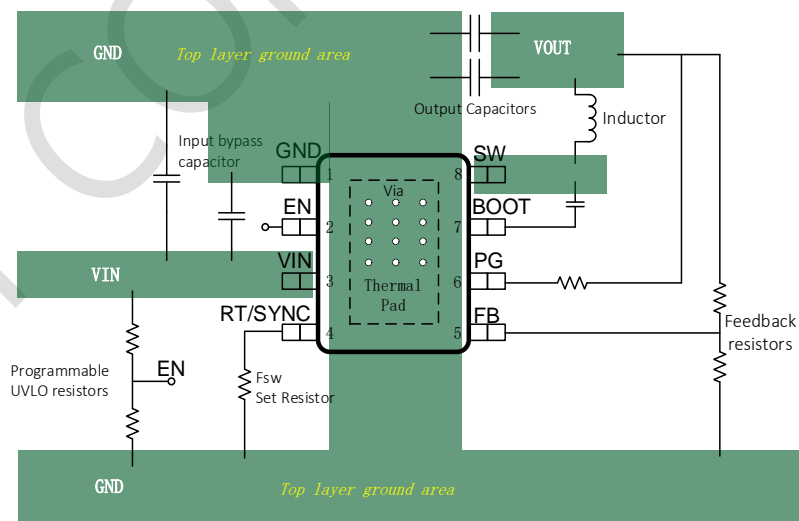 GND
Top layer ground area
VOUT
Output Capacitors
Inductor
Input bypass
capacitor
GND
1
8
SW
Via
EN
2
7
BOOT
VIN
VIN
3
Thermal
Pad
6
PG
RT/SYNC
4
5
FB
Feedback
resistors
Programmable
UVLO resistors
EN
Fsw
Set Resistor
GND
Top layer ground area